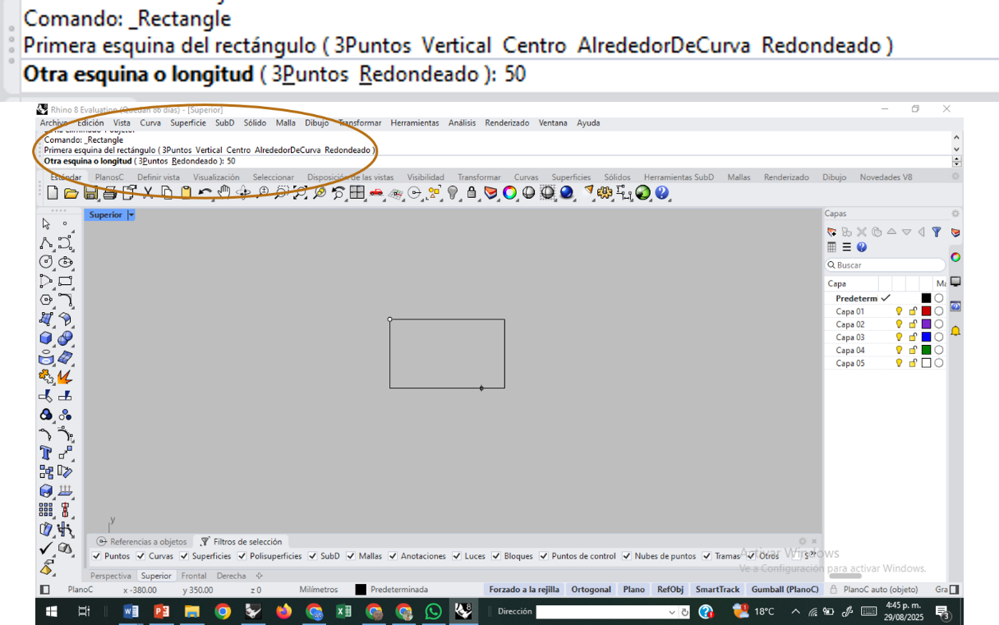 Comando: _Rectangle
Primera esquina del rectángulo ( 3Puntos Vertical Centro AlrededorDeCurva Redondeado )
Otra esquina o longitud ( 3Puntos Redondeado ): 50
Rhino 8 Evaluation (Quedan 86 días) - [Superior]
Archivo Edición Vista Curva Superficie SubD Sólido Malla Dibujo Transformar Herramientas Análisis Renderizado Ventana Ayuda
Comando: _Rectangle
Primera esquina del rectángulo ( 3Puntos Vertical Centro AlrededorDeCurva Redondeado )
Otra esquina o longitud ( 3Puntos Redondeado ): 50
Estándar PlanosC Definir vista Visualización Seleccionar Disposición de las vistas Visibilidad Transformar Curvas Superficies Sólidos Herramientas SubD Mallas Renderizado Dibujo Novedades V8
Superior
Capas
Buscar
Capa Ma
Predetermi
Capa 01
Capa 02
Capa 03
Capa 04
Capa 05
y
Referencias a objetos Filtros de selección
Puntos Curvas Superficies Polisuperficies SubD Mallas Anotaciones Luces Bloques Puntos de control Nubes de puntos Tramas Otros S
Activar Windows
Ve a Configuración para activar Windows.
Perspectiva Superior Frontal Derecha
PlanoC x -380.00 y 350.00 z 0 Milímetros Predeterminada Forzado a la rejilla Ortogonal Plano RefObj SmartTrack Gumball (PlanoC) PlanoC auto (objeto) Gra
Dirección 18°C 4:45 p. m.
29/08/2025